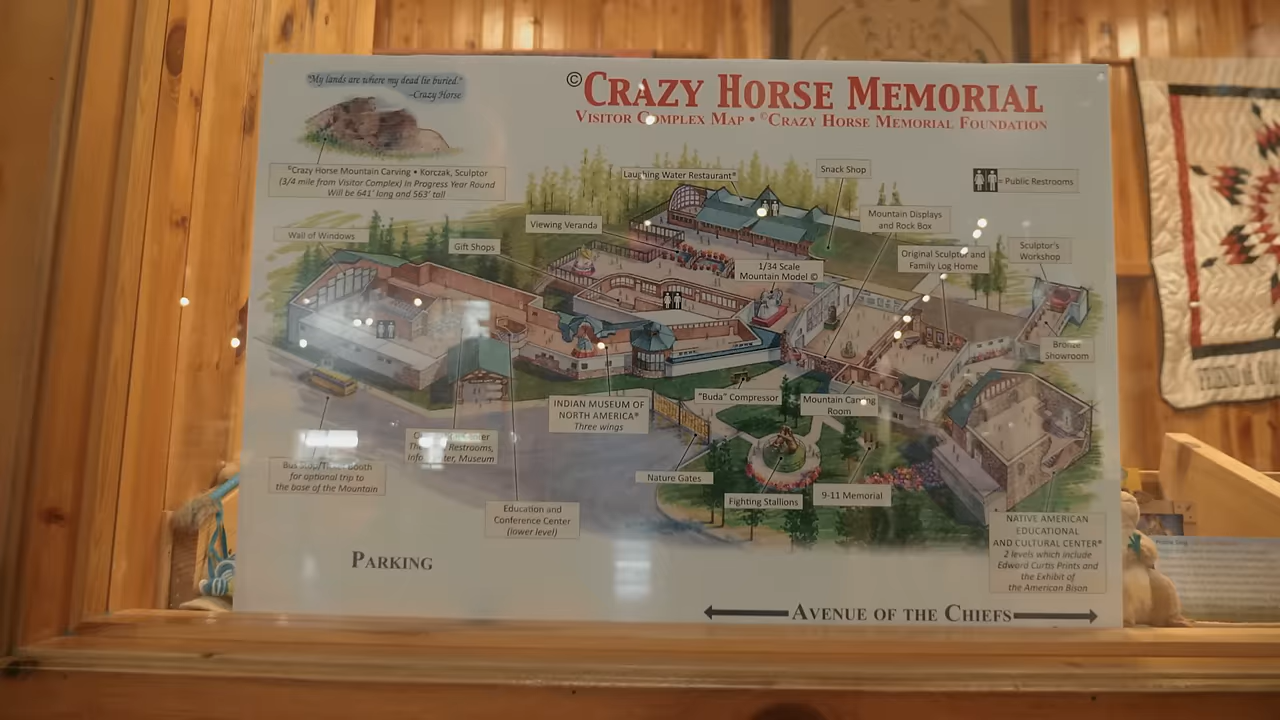 "My lands are where my dead lie buried."
–Crazy Horse
©CRAZY HORSE MEMORIAL
VISITOR COMPLEX MAP • ©CRAZY HORSE MEMORIAL FOUNDATION
©Crazy Horse Mountain Carving • Korczak, Sculptor
(3/4 mile from Visitor Complex) In Progress Year Round
Will be 641' long and 563' tall
Laughing Water Restaurant®
Snack Shop
= Public Restrooms
Wall of Windows
Gift Shops
Viewing Veranda
Mountain Displays
and Rock Box
Original Sculptor and
Family Log Home
Sculptor's
Workshop
1/34 Scale
Mountain Model ©
Bronze
Showroom
"Buda" Compressor
Mountain Carving
Room
INDIAN MUSEUM OF
NORTH AMERICA®
Three wings
Restrooms,
Museum
Bus Stop/Ticket Booth
for optional trip to
the base of the Mountain
Nature Gates
Fighting Stallions
9-11 Memorial
Education and
Conference Center
(lower level)
NATIVE AMERICAN
EDUCATIONAL
AND CULTURAL CENTER®
2 levels which include
Edward Curtis Prints and
the Exhibit of
the American Bison
PARKING
AVENUE OF THE CHIEFS